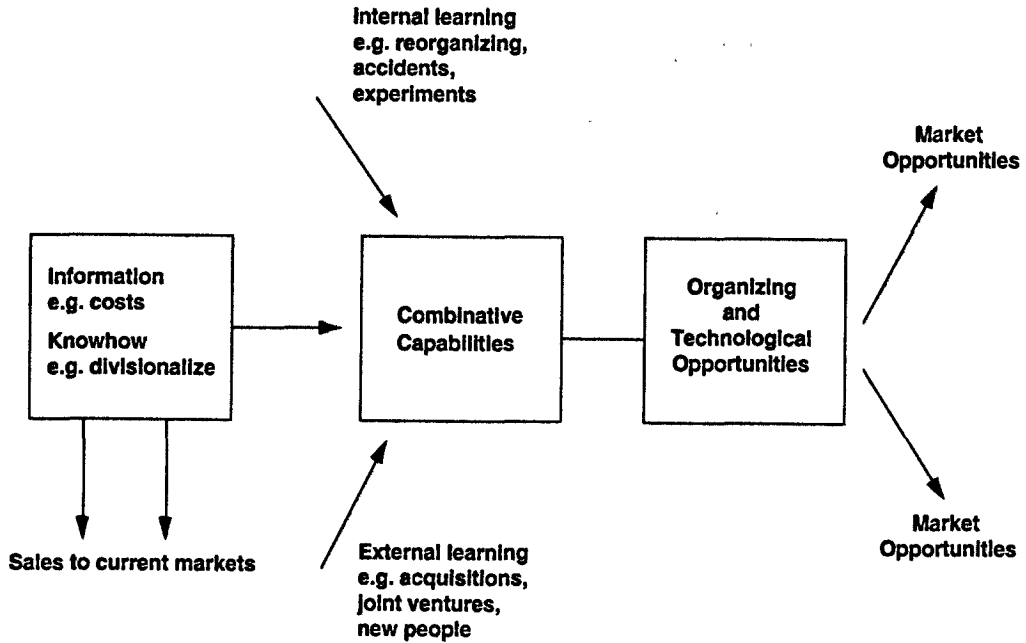 Internal learning
e.g. reorganizing,
accidents,
experiments
Market
Opportunities
Information
e.g. costs
Knowhow
e.g. divisionalize
Combinative
Capabilities
Organizing
and
Technological
Opportunities
Sales to current markets
External learning
e.g. acquisitions,
joint ventures,
new people
Market
Opportunities